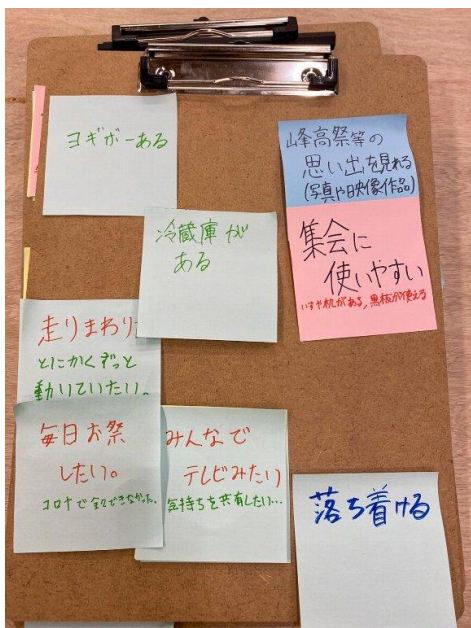 ヨギボーある
峰高祭等の
思い出を見れる
(写真や映像作品)
冷蔵庫が
ある
集会に
使いやすい
いすや机がある,黒板が使える
走りまわり
とにかくずっと
動いていたい。
毎日お祭
したい。
コロナで全然できなかった。
みんなで
テレビみたい
気持ちを共有したい…
落ち着ける